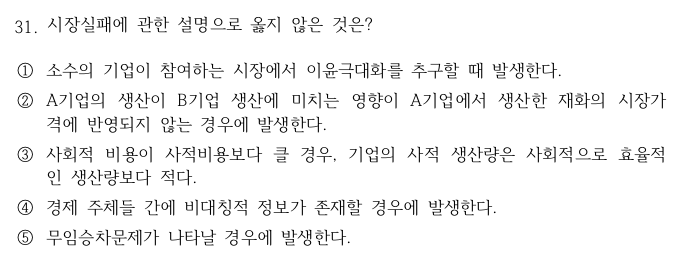 31. 시장실패에 관한 설명으로 옳지 않은 것은?
① 소수의 기업이 참여하는 시장에서 이윤극대화를 추구할 때 발생한다.
② A기업의 생산이 B기업 생산에 미치는 영향이 A기업에서 생산한 재화의 시장가
격에 반영되지 않는 경우에 발생한다.
③ 사회적 비용이 사적비용보다 클 경우, 기업의 사적 생산량은 사회적으로 효율적
인 생산량보다 적다.
④ 경제 주체들 간에 비대칭적 정보가 존재할 경우에 발생한다.
⑤ 무임승차문제가 나타날 경우에 발생한다.